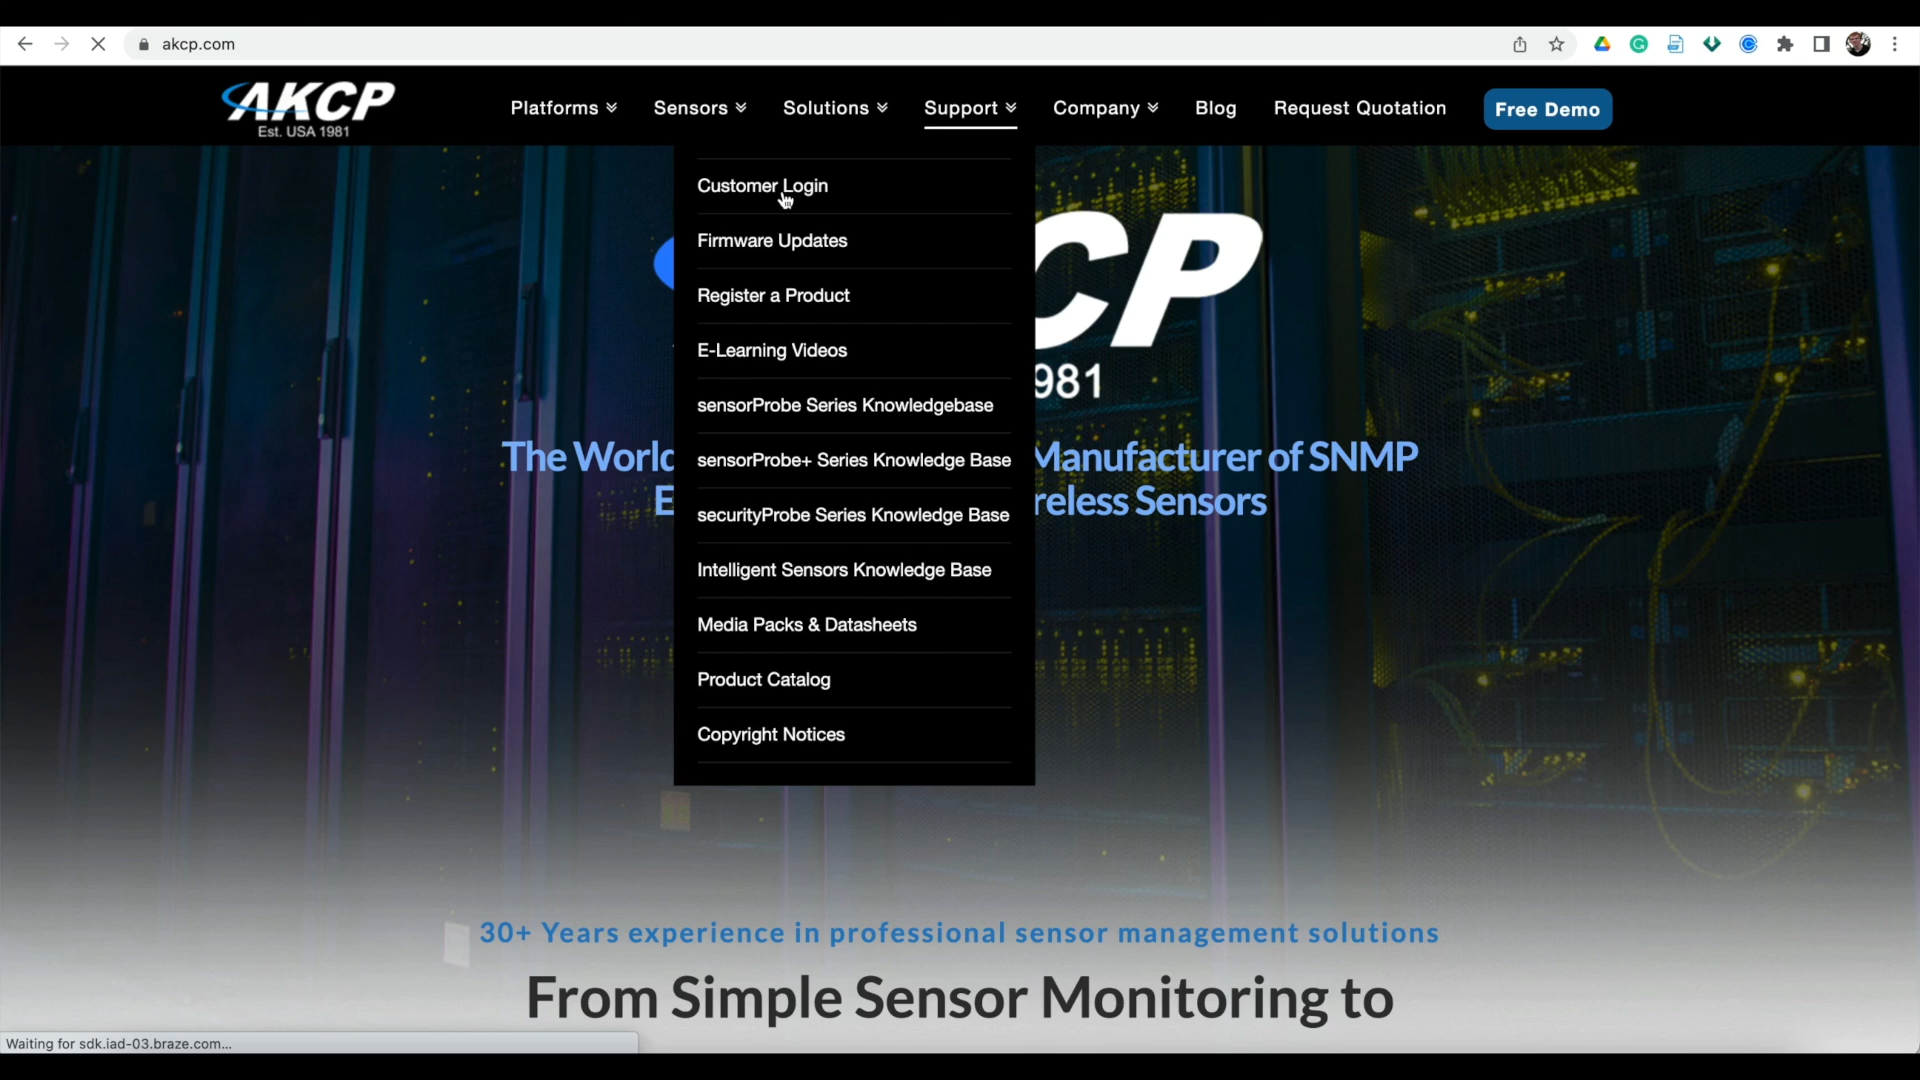 akcp.com
AKCP
Est. USA 1981
Platforms
Sensors
Solutions
Support
Company
Blog
Request Quotation
Free Demo
Customer Login
Firmware Updates
Register a Product
E-Learning Videos
sensorProbe Series Knowledgebase
sensorProbe+ Series Knowledge Base
securityProbe Series Knowledge Base
Intelligent Sensors Knowledge Base
Media Packs & Datasheets
Product Catalog
Copyright Notices
CP
981
The World Manufacturer of SNMP
E reless Sensors
30+ Years experience in professional sensor management solutions
From Simple Sensor Monitoring to
Waiting for sdk.iad-03.braze.com...